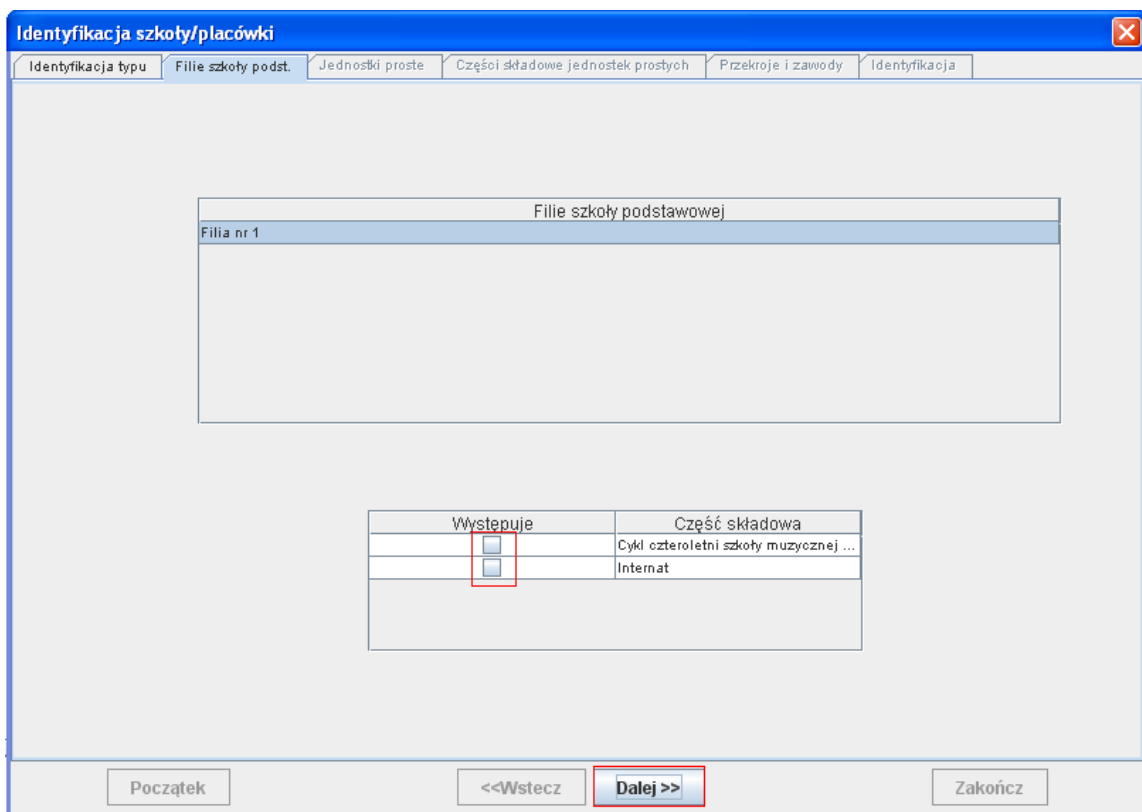 Identyfikacja szkoły/placówki
Identyfikacja typu Filie szkoły podst. Jednostki proste Części składowe jednostek prostych Przekroje i zawody Identyfikacja
Filie szkoły podstawowej
Filia nr 1
Występuje Część składowa
Cykl czteroletni szkoły muzycznej ...
Internat
Początek <<Wstecz Dalej >> Zakończ